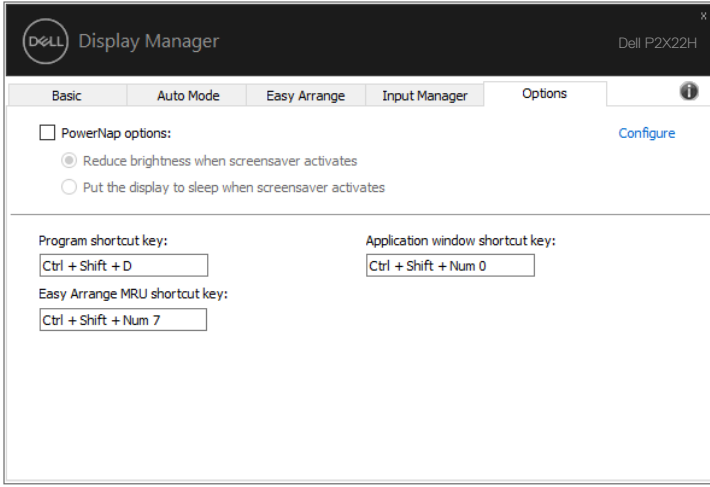 x
DELL Display Manager
Dell P2X22H
Basic Auto Mode Easy Arrange Input Manager Options
PowerNap options: Configure
Reduce brightness when screensaver activates
Put the display to sleep when screensaver activates
Program shortcut key: Application window shortcut key:
Ctrl + Shift + D Ctrl + Shift + Num 0
Easy Arrange MRU shortcut key:
Ctrl + Shift + Num 7